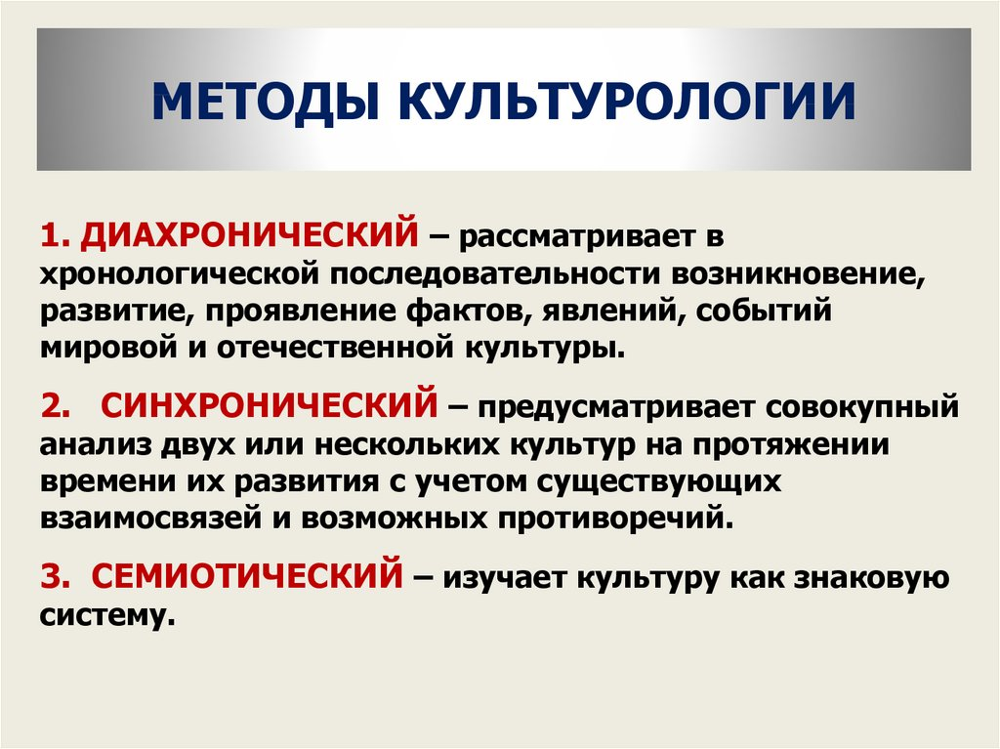 МЕТОДЫ КУЛЬТУРОЛОГИИ
1. ДИАХРОНИЧЕСКИЙ – рассматривает в
хронологической последовательности возникновение,
развитие, проявление фактов, явлений, событий
мировой и отечественной культуры.
2. СИНХРОНИЧЕСКИЙ – предусматривает совокупный
анализ двух или нескольких культур на протяжении
времени их развития с учетом существующих
взаимосвязей и возможных противоречий.
3. СЕМИОТИЧЕСКИЙ – изучает культуру как знаковую
систему.